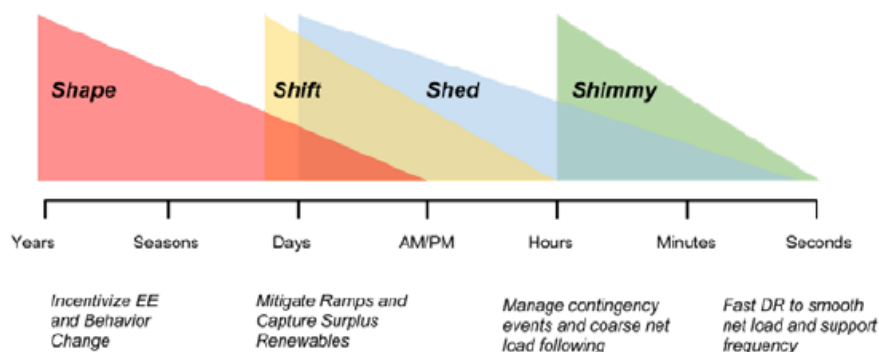 Shape
Shift
Shed
Shimmy
Years
Seasons
Days
AM/PM
Hours
Minutes
Seconds
Incentivize EE
and Behavior
Change
Mitigate Ramps and
Capture Surplus
Renewables
Manage contingency
events and coarse net
load following
Fast DR to smooth
net load and support
frequency